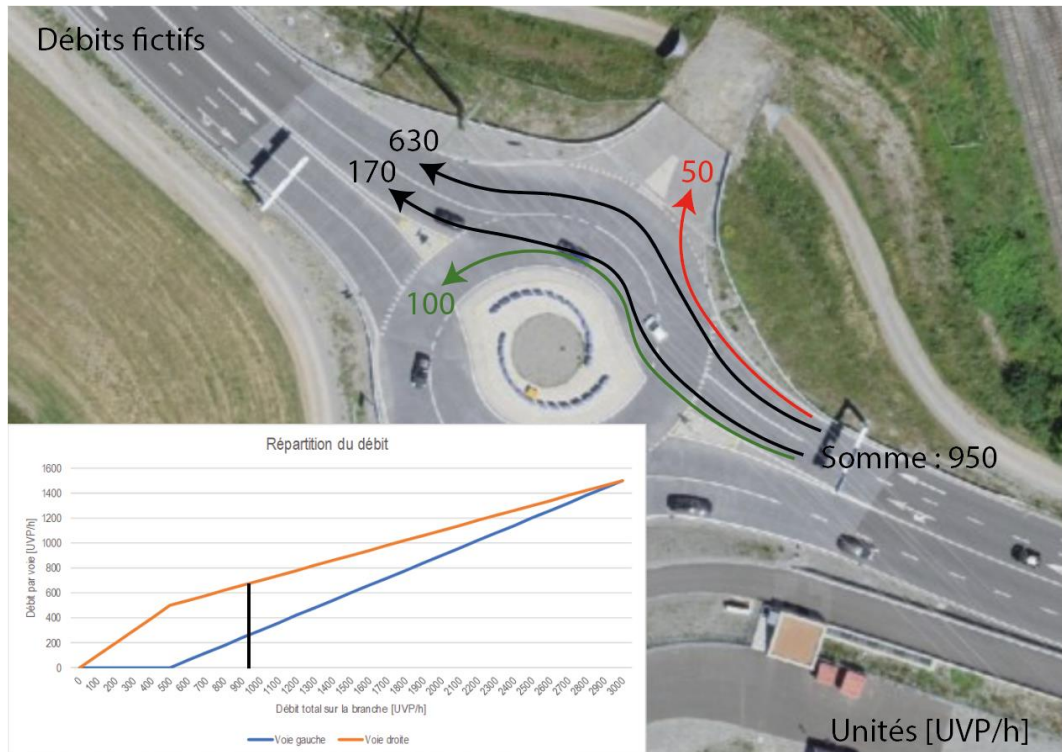 Débits fictifs
630
170
50
100
Somme : 950
Répartition du débit
Débit par voie [UVP/h]
1600
1400
1200
1000
800
600
400
200
0
0 100 200 300 400 500 600 700 800 900 1000 1100 1200 1300 1400 1500 1600 1700 1800 1900 2000 2100 2200 2300 2400 2500 2600 2700 2800 2900 3000
Débit total sur la branche [UVP/h]
Voie gauche Voie droite
Unités [UVP/h]